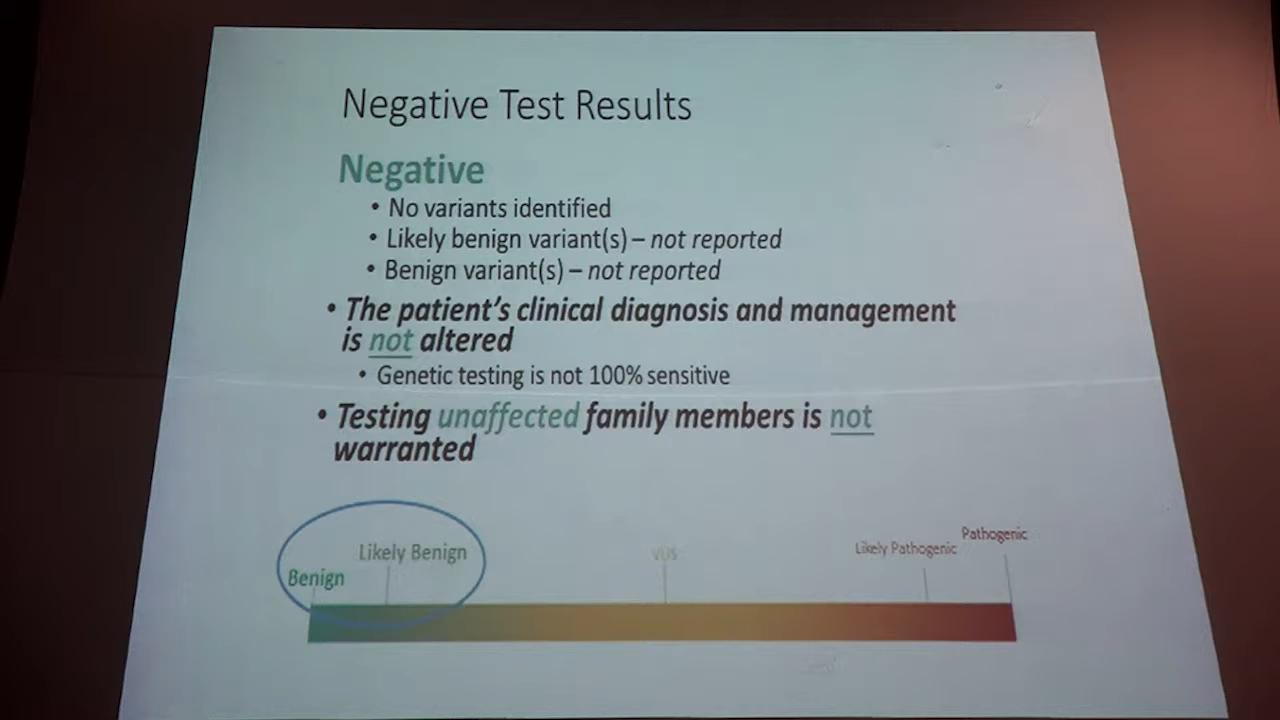 Negative Test Results
Negative
• No variants identified
• Likely benign variant(s) – not reported
• Benign variant(s) – not reported
• The patient's clinical diagnosis and management
is not altered
• Genetic testing is not 100% sensitive
• Testing unaffected family members is not
warranted
Benign
Likely Benign
VUS
Likely Pathogenic
Pathogenic